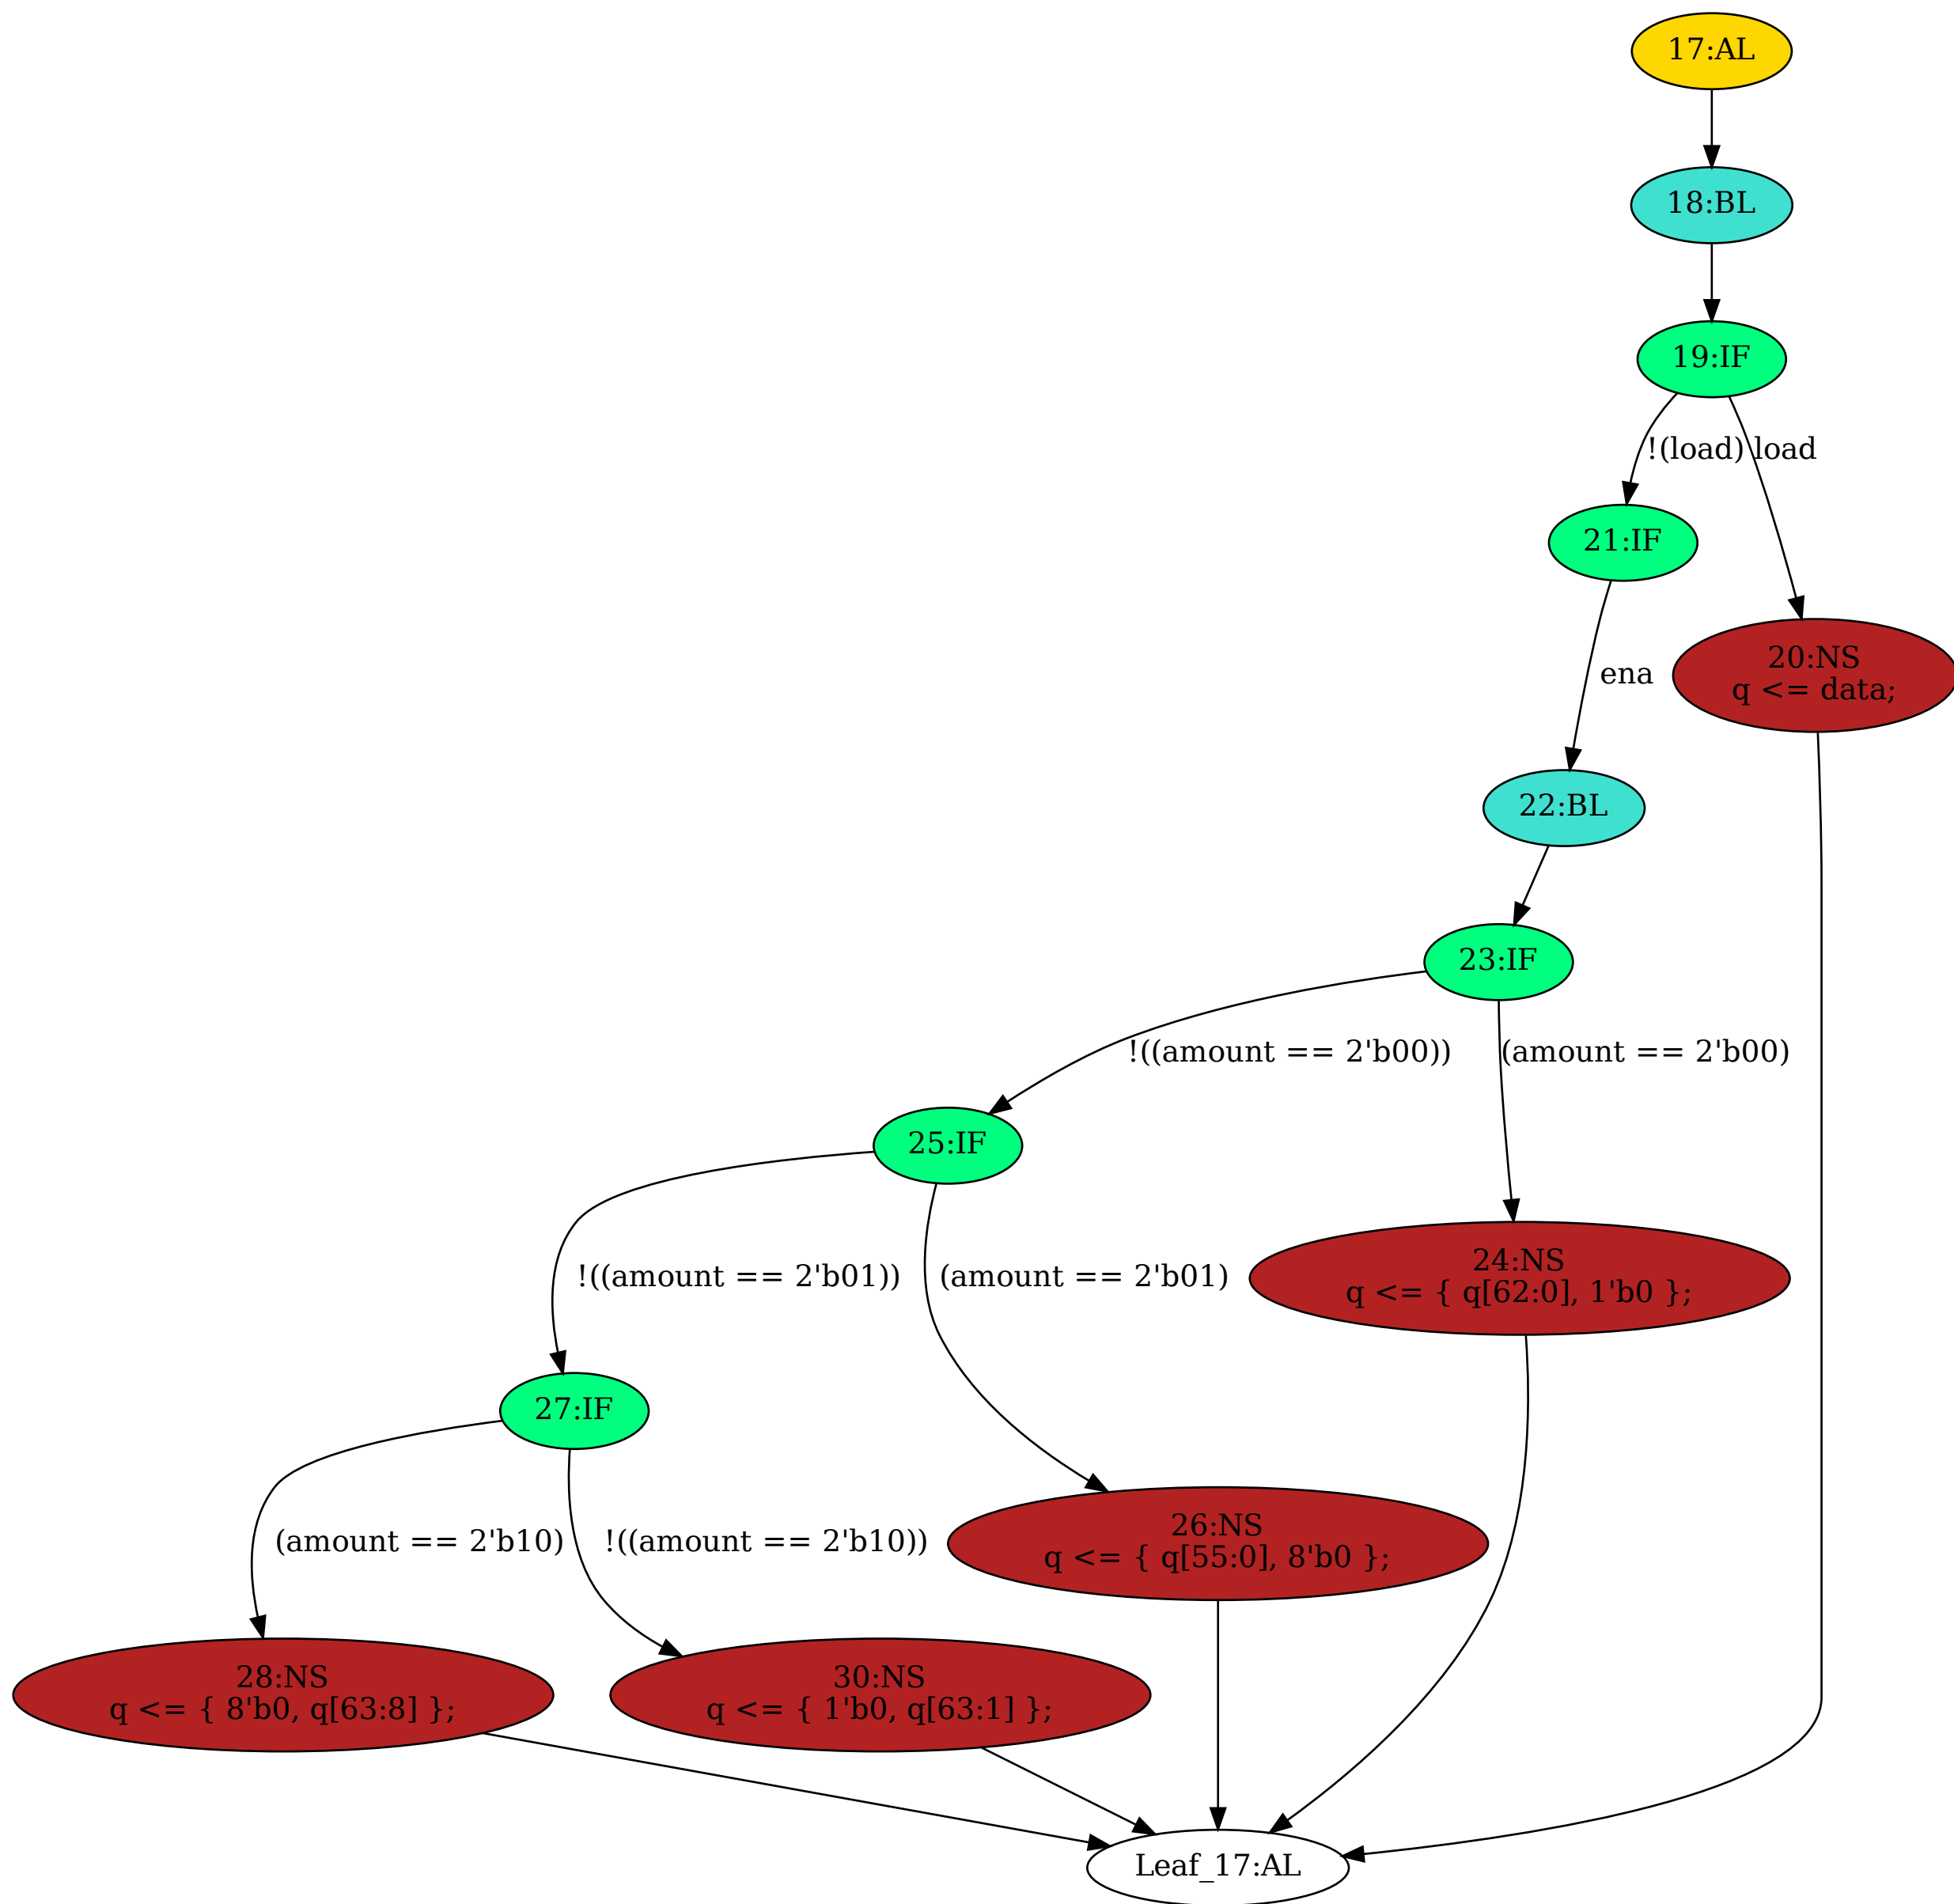 17:AL
18:BL
19:IF
!(load)
load
21:IF
20:NS
q <= data;
ena
22:BL
23:IF
!((amount == 2'b00))
(amount == 2'b00)
25:IF
24:NS
q <= { q[62:0], 1'b0 };
!((amount == 2'b01))
(amount == 2'b01)
27:IF
26:NS
q <= { q[55:0], 8'b0 };
(amount == 2'b10)
!((amount == 2'b10))
28:NS
q <= { 8'b0, q[63:8] };
30:NS
q <= { 1'b0, q[63:1] };
Leaf_17:AL